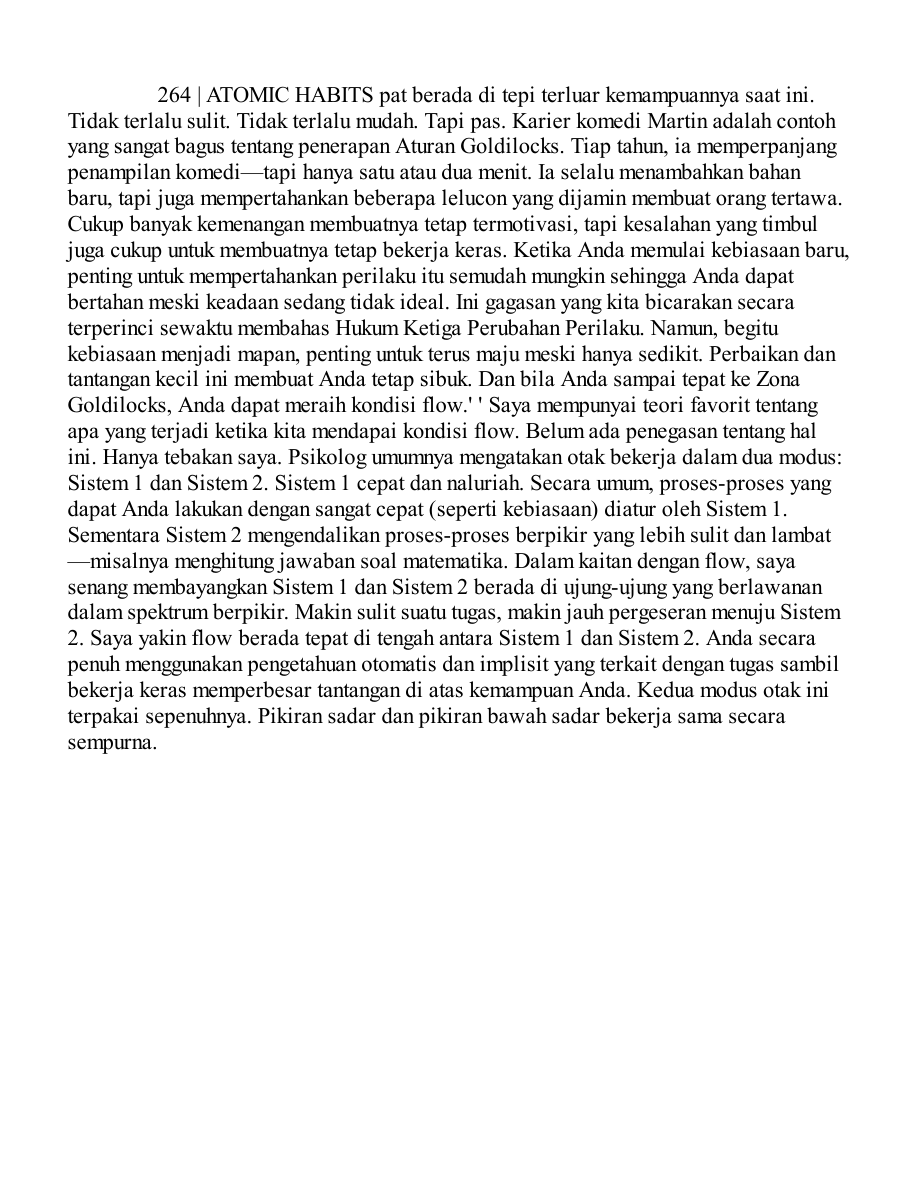 264 | ATOMIC HABITS pat berada di tepi terluar kemampuannya saat ini.
Tidak terlalu sulit. Tidak terlalu mudah. Tapi pas. Karier komedi Martin adalah contoh
yang sangat bagus tentang penerapan Aturan Goldilocks. Tiap tahun, ia memperpanjang
penampilan komedi—tapi hanya satu atau dua menit. Ia selalu menambahkan bahan
baru, tapi juga mempertahankan beberapa lelucon yang dijamin membuat orang tertawa.
Cukup banyak kemenangan membuatnya tetap termotivasi, tapi kesalahan yang timbul
juga cukup untuk membuatnya tetap bekerja keras. Ketika Anda memulai kebiasaan baru,
penting untuk mempertahankan perilaku itu semudah mungkin sehingga Anda dapat
bertahan meski keadaan sedang tidak ideal. Ini gagasan yang kita bicarakan secara
terperinci sewaktu membahas Hukum Ketiga Perubahan Perilaku. Namun, begitu
kebiasaan menjadi mapan, penting untuk terus maju meski hanya sedikit. Perbaikan dan
tantangan kecil ini membuat Anda tetap sibuk. Dan bila Anda sampai tepat ke Zona
Goldilocks, Anda dapat meraih kondisi flow.' ' Saya mempunyai teori favorit tentang
apa yang terjadi ketika kita mendapai kondisi flow. Belum ada penegasan tentang hal
ini. Hanya tebakan saya. Psikolog umumnya mengatakan otak bekerja dalam dua modus:
Sistem 1 dan Sistem 2. Sistem 1 cepat dan naluriah. Secara umum, proses-proses yang
dapat Anda lakukan dengan sangat cepat (seperti kebiasaan) diatur oleh Sistem 1.
Sementara Sistem 2 mengendalikan proses-proses berpikir yang lebih sulit dan lambat
—misalnya menghitung jawaban soal matematika. Dalam kaitan dengan flow, saya
senang membayangkan Sistem 1 dan Sistem 2 berada di ujung-ujung yang berlawanan
dalam spektrum berpikir. Makin sulit suatu tugas, makin jauh pergeseran menuju Sistem
2. Saya yakin flow berada tepat di tengah antara Sistem 1 dan Sistem 2. Anda secara
penuh menggunakan pengetahuan otomatis dan implisit yang terkait dengan tugas sambil
bekerja keras memperbesar tantangan di atas kemampuan Anda. Kedua modus otak ini
terpakai sepenuhnya. Pikiran sadar dan pikiran bawah sadar bekerja sama secara
sempurna.